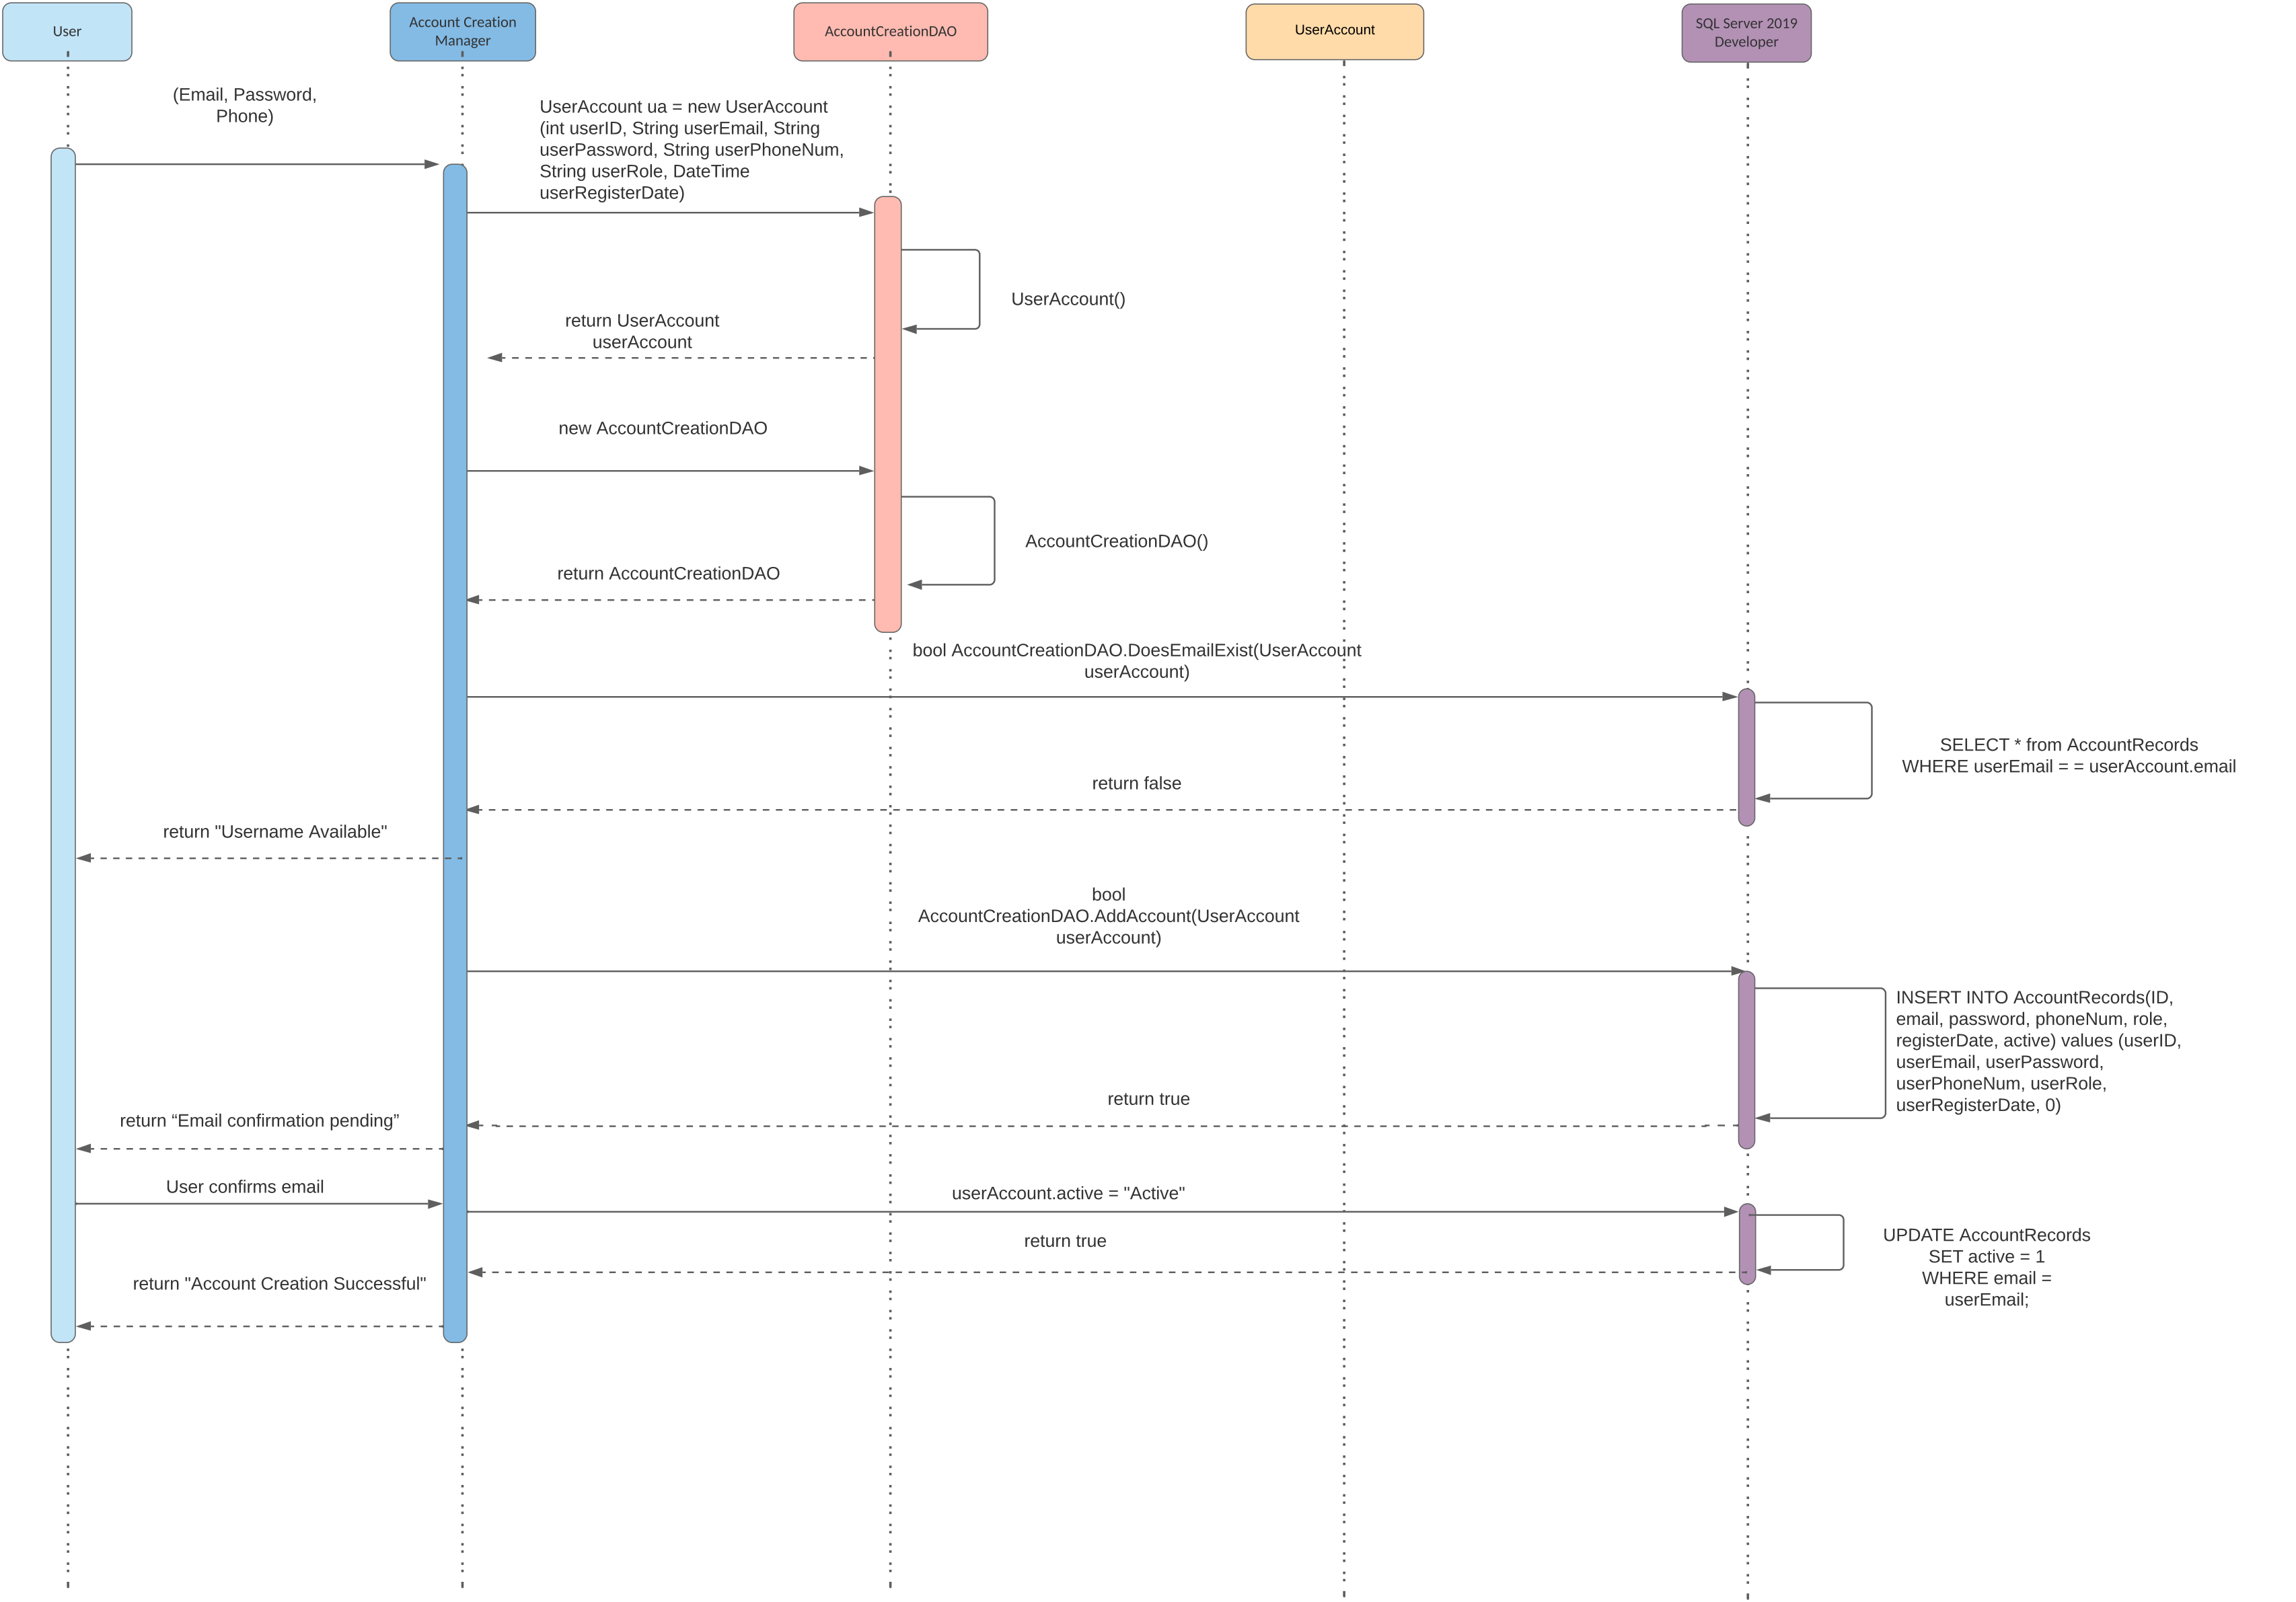 User
Account Creation
Manager
AccountCreationDAO
UserAccount
SQL Server 2019
Developer
(Email, Password,
Phone)
UserAccount ua = new UserAccount
(int userID, String userEmail, String
userPassword, String userPhoneNum,
String userRole, DateTime
userRegisterDate)
UserAccount()
return UserAccount
userAccount
new AccountCreationDAO
AccountCreationDAO()
return AccountCreationDAO
bool AccountCreationDAO.DoesEmailExist(UserAccount
userAccount)
SELECT * from AccountRecords
WHERE userEmail = = userAccount.email
return false
return "Username Available"
bool
AccountCreationDAO.AddAccount(UserAccount
userAccount)
INSERT INTO AccountRecords(ID,
email, password, phoneNum, role,
registerDate, active) values (userID,
userEmail, userPassword,
userPhoneNum, userRole,
userRegisterDate, 0)
return true
return “Email confirmation pending”
User confirms email
userAccount.active = "Active"
return true
UPDATE AccountRecords
SET active = 1
WHERE email =
userEmail;
return "Account Creation Successful"